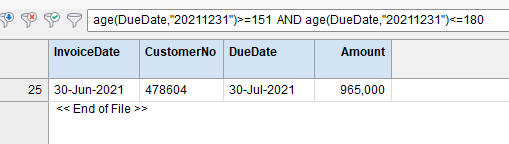 age(DueDate,"20211231")>=151 AND age(DueDate,"20211231")<=180
InvoiceDate CustomerNo DueDate Amount
25 30-Jun-2021 478604 30-Jul-2021 965,000
<< End of File >>